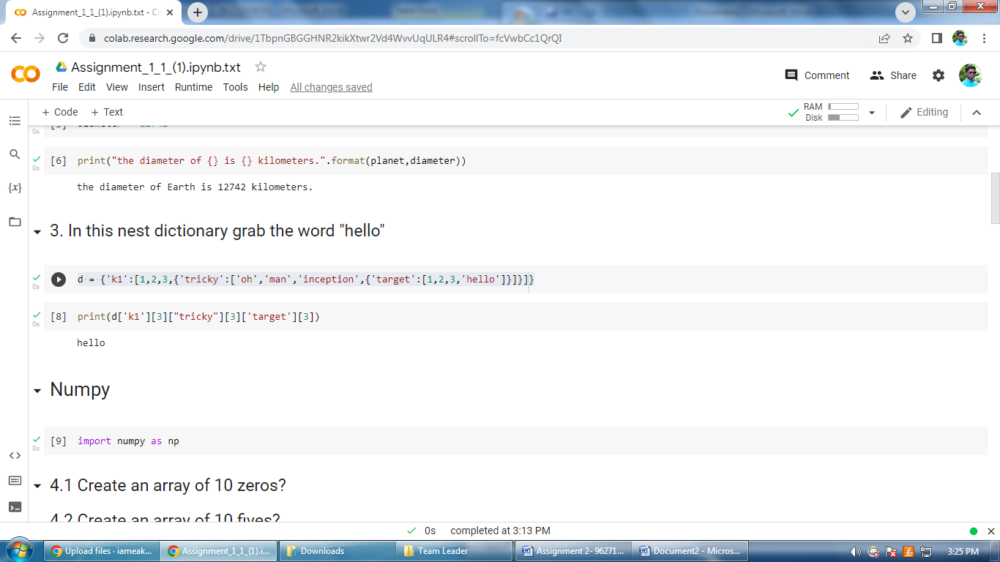 Assignment_1_1_(1).ipynb.txt - Co
colab.research.google.com/drive/1TbpnGBGGHNR2kikXtwr2Vd4WvvUqULR4#scrollTo=fcVwbCc1QrQI
Assignment_1_1_(1).ipynb.txt
Comment
Share
File Edit View Insert Runtime Tools Help All changes saved
+ Code + Text
RAM
Disk
Editing
0s
[6] print("the diameter of {} is {} kilometers.".format(planet,diameter))
0s
the diameter of Earth is 12742 kilometers.
{x}
3. In this nest dictionary grab the word "hello"
d = {'k1':[1,2,3,{'tricky':['oh','man','inception',{'target':[1,2,3,'hello']}]}]}
0s
[8] print(d['k1'][3]["tricky"][3]['target'][3])
0s
hello
Numpy
[9] import numpy as np
0s
4.1 Create an array of 10 zeros?
4.2 Create an array of 10 fives?
0s completed at 3:13 PM
Upload files · iameak...
Assignment_1_1_(1).i...
Downloads
Team Leader
Assignment 2- 96271...
Document2 - Micros...
3:25 PM